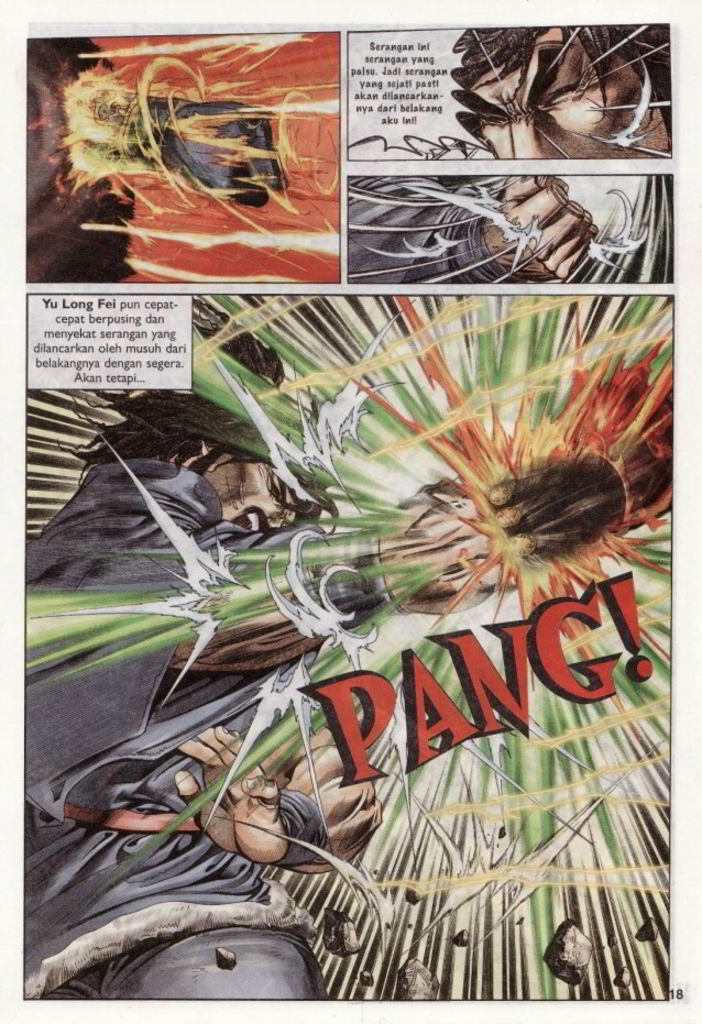 Serangan ini
serangan yang
palsu. Jadi serangan
yang sejati pasti
akan dilancarkan-
nya dari belakang
aku ini!
Yu Long Fei pun cepat-
cepat berpusing dan
menyekat serangan yang
dilancarkan oleh musuh dari
belakangnya dengan segera.
Akan tetapi...
PANG!
18